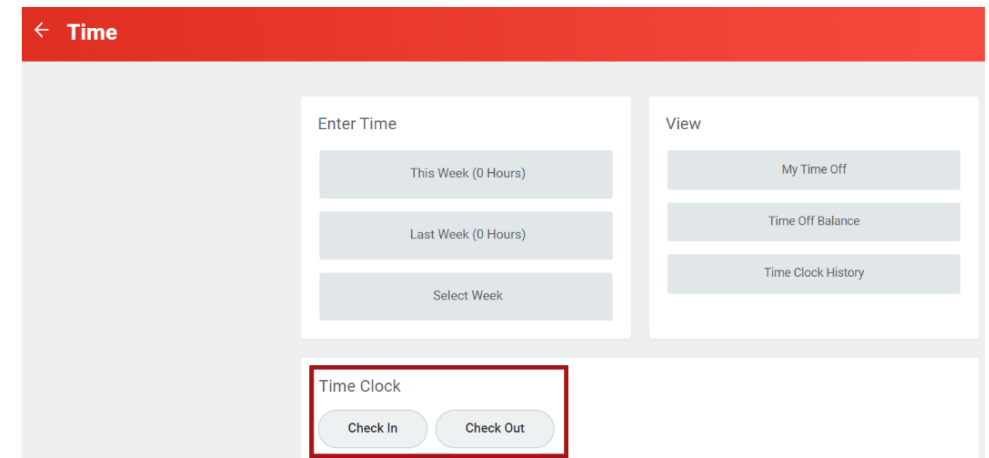 Time
Enter Time
This Week (0 Hours)
Last Week (0 Hours)
Select Week
View
My Time Off
Time Off Balance
Time Clock History
Time Clock
Check In
Check Out